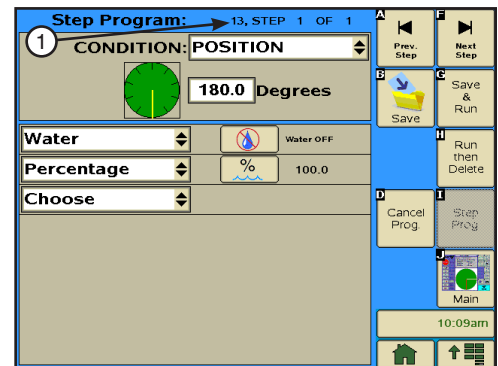 Step Program: 13, STEP 1 OF 1
1
CONDITION: POSITION
180.0 Degrees
Water Water OFF
Percentage % 100.0
Choose
A
Prev.
Step
F
Next
Step
B
Save
G
Save
&
Run
H
Run
then
Delete
D
Cancel
Prog.
I
Step
Prog
J
Main
10:09am